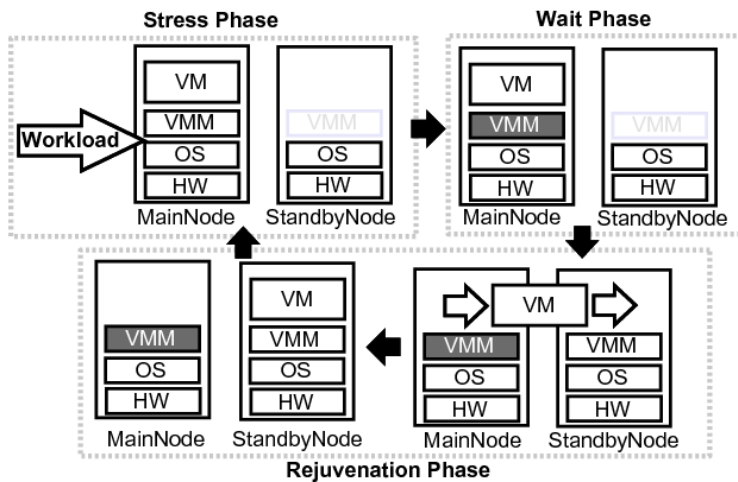 Stress Phase
Wait Phase
Workload
VM
VMM
OS
HW
MainNode
VMM
OS
HW
StandbyNode
VM
VMM
OS
HW
MainNode
VMM
OS
HW
StandbyNode
VMM
OS
HW
MainNode
VM
VMM
OS
HW
StandbyNode
VM
VMM
OS
HW
MainNode
VMM
OS
HW
StandbyNode
Rejuvenation Phase